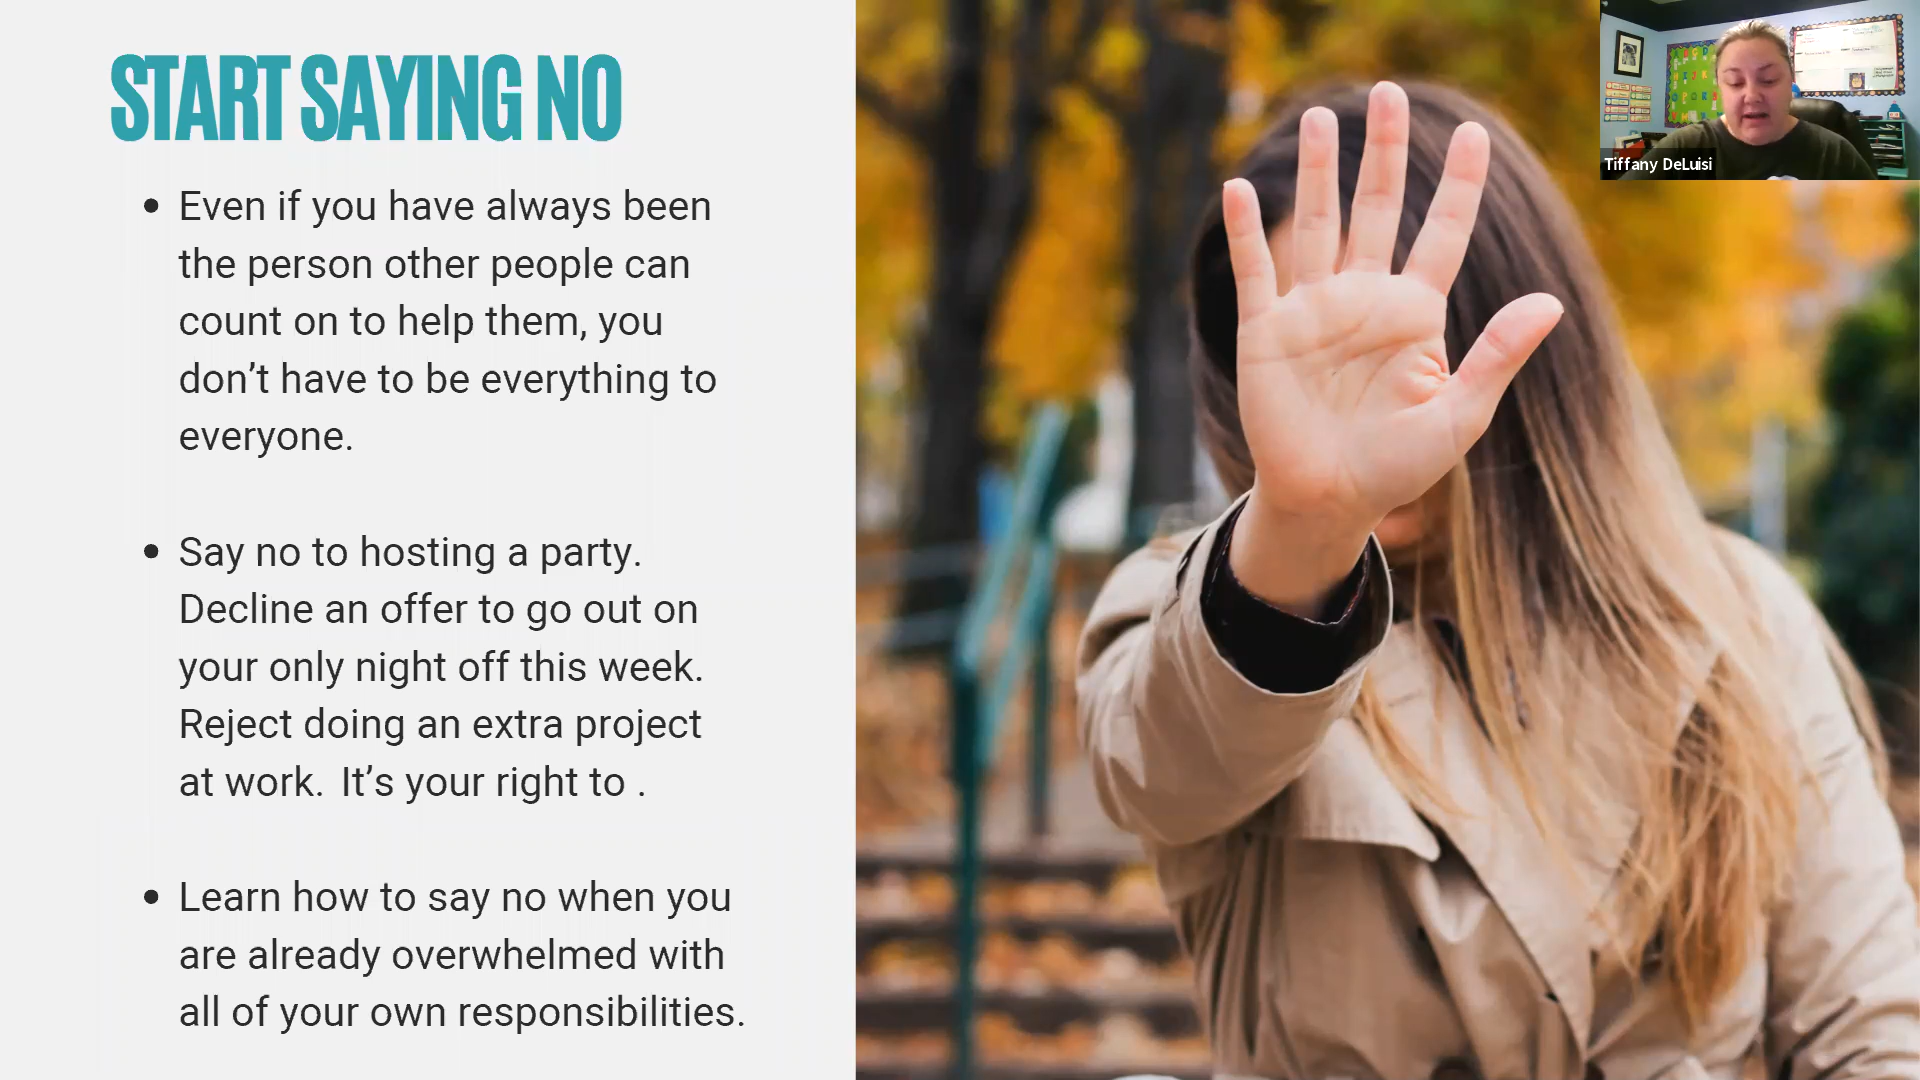 START SAYING NO
• Even if you have always been
the person other people can
count on to help them, you
don’t have to be everything to
everyone.
• Say no to hosting a party.
Decline an offer to go out on
your only night off this week.
Reject doing an extra project
at work. It’s your right to .
• Learn how to say no when you
are already overwhelmed with
all of your own responsibilities.
Tiffany DeLuisi